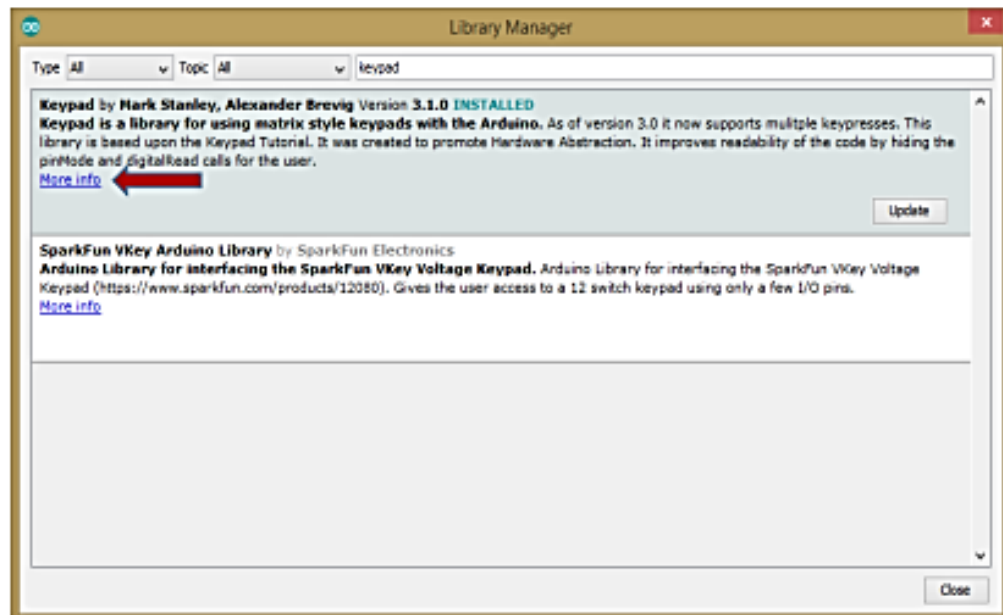 Library Manager
Type All Topic All keypad
Keypad by Mark Stanley, Alexander Brevig Version 3.1.0 INSTALLED
Keypad is a library for using matrix style keypads with the Arduino. As of version 3.0 it now supports mulitple keypresses. This
library is based upon the Keypad Tutorial. It was created to promote Hardware Abstraction. It improves readability of the code by hiding the
pinMode and digitalRead calls for the user.
More info
Update
SparkFun VKey Arduino Library by SparkFun Electronics
Arduino Library for interfacing the SparkFun VKey Voltage Keypad. Arduino Library for interfacing the SparkFun VKey Voltage
Keypad (https://www.sparkfun.com/products/12080). Gives the user access to a 12 switch keypad using only a few I/O pins.
More info
Close